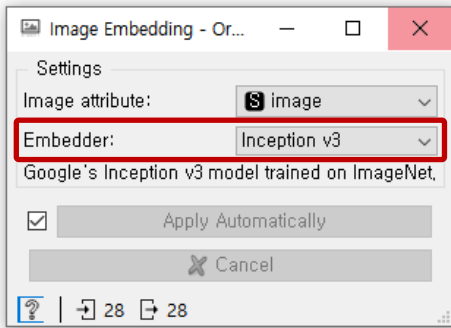 Image Embedding - Or...
Settings
Image attribute: S image
Embedder: Inception v3
Google's Inception v3 model trained on ImageNet,
Apply Automatically
Cancel
? 28 28